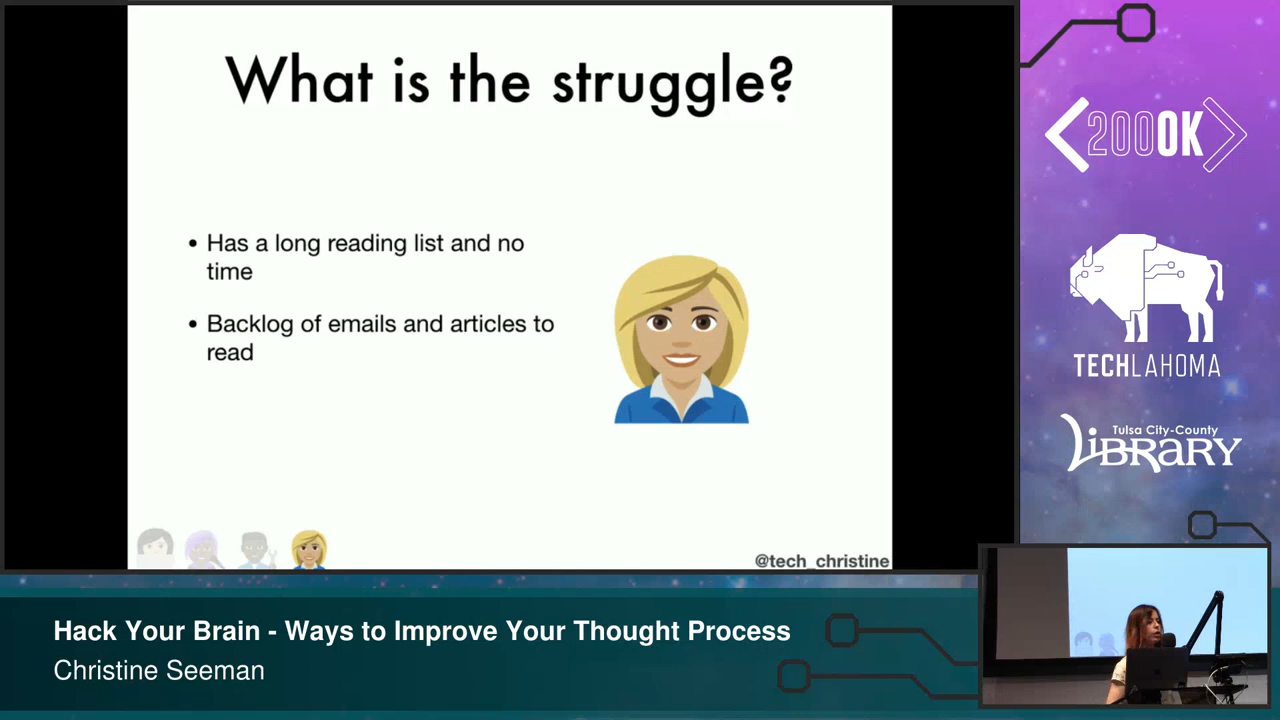 What is the struggle?
• Has a long reading list and no
time
• Backlog of emails and articles to
read
@tech_christine
200OK
TECHLAHOMA
Tulsa City-County
LIBRARY
Hack Your Brain - Ways to Improve Your Thought Process
Christine Seeman